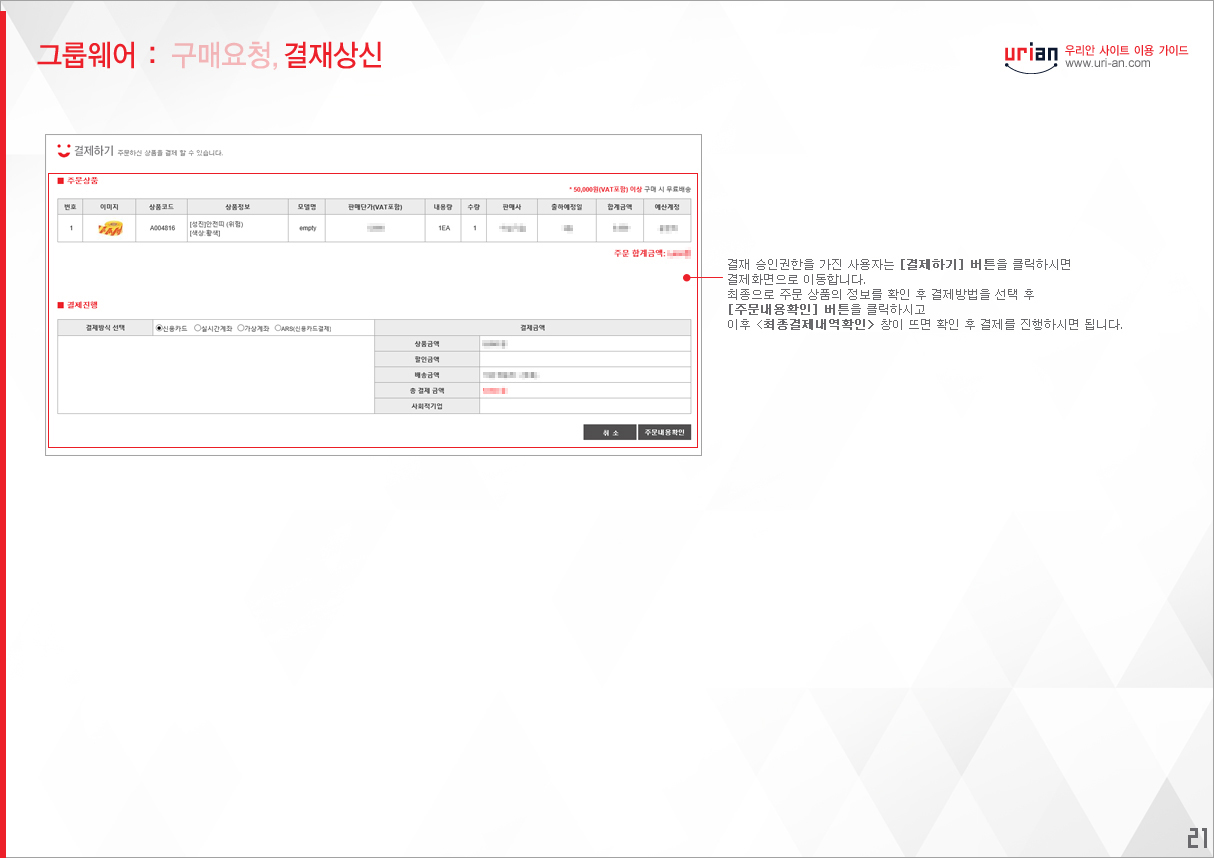 그룹웨어 : 구매요청, 결재상신
urian 우리안 사이트 이용 가이드
www.uri-an.com
결제하기 주문하신 상품을 결제 할 수 있습니다.
■ 주문상품
* 50,000원(VAT포함) 이상 구매 시 무료배송
번호 이미지 상품코드 상품정보 모델명 판매단가(VAT포함) 내용량 수량 판매사 출하예정일 합계금액 예산계정
1 A004816 [성진]안전띠 (위험) empty 1EA 1
[색상:황색]
주문 합계금액:
결재 승인권한을 가진 사용자는 [결제하기] 버튼을 클릭하시면
결제화면으로 이동합니다.
최종으로 주문 상품의 정보를 확인 후 결제방법을 선택 후
[주문내용확인] 버튼을 클릭하시고
이후 <최종결제내역확인> 창이 뜨면 확인 후 결제를 진행하시면 됩니다.
■ 결제진행
결제방식 선택 신용카드 실시간계좌 가상계좌 ARS(신용카드결제) 결제금액
상품금액
할인금액
배송금액
총 결제 금액
사회적기업
취 소 주문내용확인
21